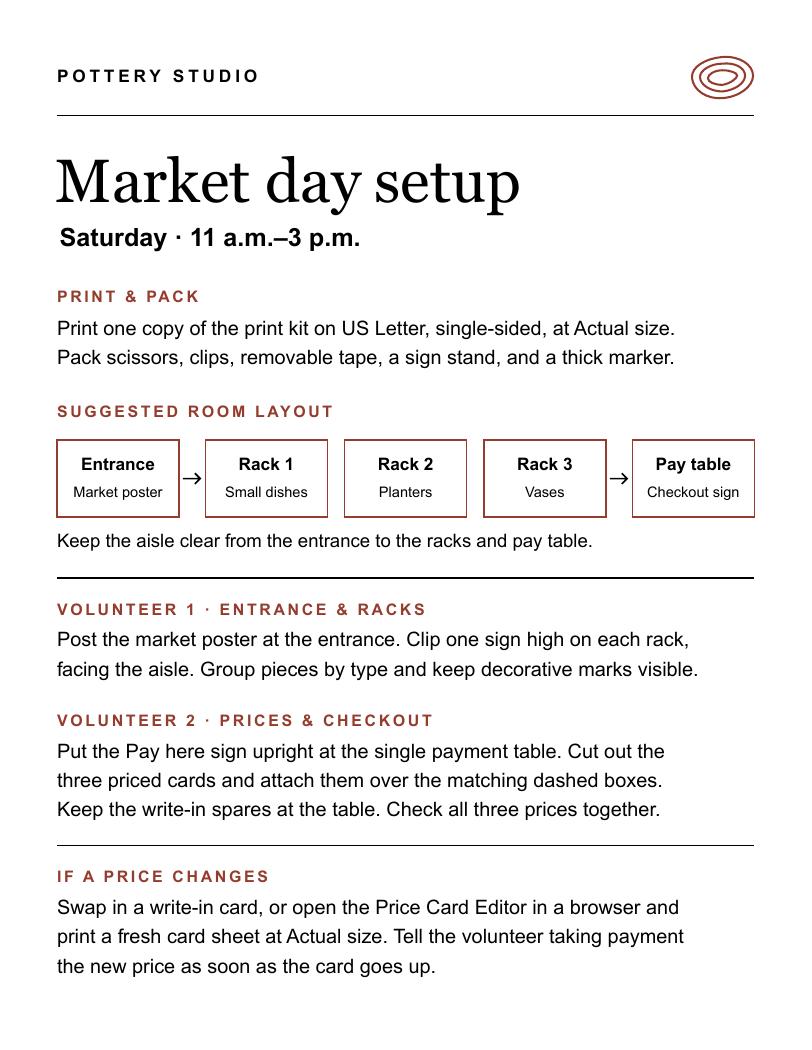 POTTERY STUDIO
Market day setup
Saturday · 11 a.m.–3 p.m.
PRINT & PACK
Print one copy of the print kit on US Letter, single-sided, at Actual size.
Pack scissors, clips, removable tape, a sign stand, and a thick marker.
SUGGESTED ROOM LAYOUT
Entrance
Market poster
→
Rack 1
Small dishes
Rack 2
Planters
Rack 3
Vases
→
Pay table
Checkout sign
Keep the aisle clear from the entrance to the racks and pay table.
VOLUNTEER 1 · ENTRANCE & RACKS
Post the market poster at the entrance. Clip one sign high on each rack,
facing the aisle. Group pieces by type and keep decorative marks visible.
VOLUNTEER 2 · PRICES & CHECKOUT
Put the Pay here sign upright at the single payment table. Cut out the
three priced cards and attach them over the matching dashed boxes.
Keep the write-in spares at the table. Check all three prices together.
IF A PRICE CHANGES
Swap in a write-in card, or open the Price Card Editor in a browser and
print a fresh card sheet at Actual size. Tell the volunteer taking payment
the new price as soon as the card goes up.